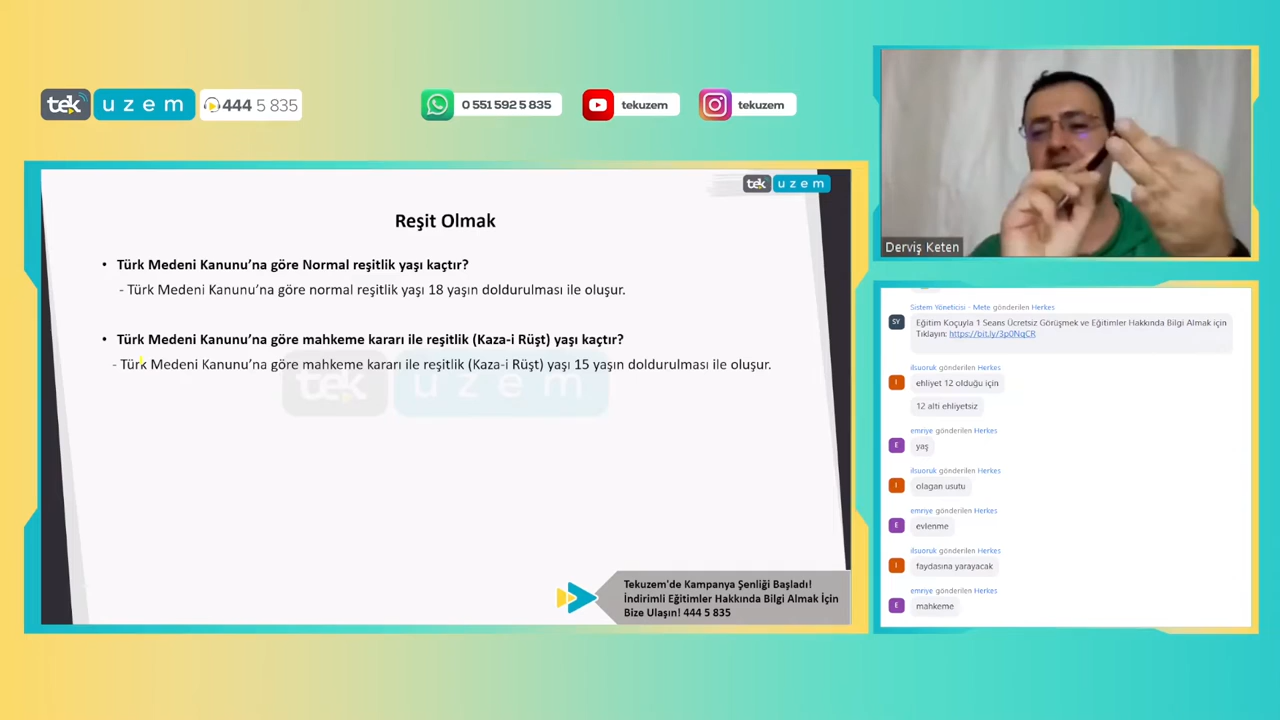 tek uzem 444 5 835
0 551 592 5 835
tekuzem
tekuzem
tek uzem
Reşit Olmak
• Türk Medeni Kanunu’na göre Normal reşitlik yaşı kaçtır?
- Türk Medeni Kanunu’na göre normal reşitlik yaşı 18 yaşın doldurulması ile oluşur.
• Türk Medeni Kanunu’na göre mahkeme kararı ile reşitlik (Kaza-i Rüşt) yaşı kaçtır?
- Türk Medeni Kanunu’na göre mahkeme kararı ile reşitlik (Kaza-i Rüşt) yaşı 15 yaşın doldurulması ile oluşur.
tek uzem
Tekuzem'de Kampanya Şenliği Başladı!
İndirimli Eğitimler Hakkında Bilgi Almak İçin
Bize Ulaşın! 444 5 835
Derviş Keten
Sistem Yöneticisi - Mete gönderilen Herkes
SY
Eğitim Koçuyla 1 Seans Ücretsiz Görüşmek ve Eğitimler Hakkında Bilgi Almak için
Tıklayın: https://bit.ly/3p0NqCR
ilsuoruk gönderilen Herkes
I ehliyet 12 olduğu için
12 alti ehliyetsiz
emriye gönderilen Herkes
E yaş
ilsuoruk gönderilen Herkes
I olagan usutu
emriye gönderilen Herkes
E evlenme
ilsuoruk gönderilen Herkes
I faydasına yarayacak
emriye gönderilen Herkes
E mahkeme